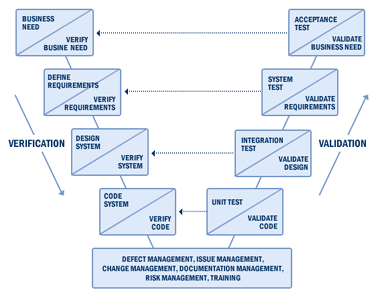 BUSINESS
NEED
VERIFY
BUSINE NEED
ACCEPTANCE
TEST
VALIDATE
BUSINESS NEED
DEFINE
REQUIREMENTS
VERIFY
REQUIREMENTS
SYSTEM
TEST
VALIDATE
REQUIREMENTS
VERIFICATION
DESIGN
SYSTEM
VERIFY
SYSTEM
INTEGRATION
TEST
VALIDATE
DESIGN
VALIDATION
CODE
SYSTEM
VERIFY
CODE
UNIT TEST
VALIDATE
CODE
DEFECT MANAGEMENT, ISSUE MANAGEMENT,
CHANGE MANAGEMENT, DOCUMENTATION MANAGEMENT,
RISK MANAGEMENT, TRAINING